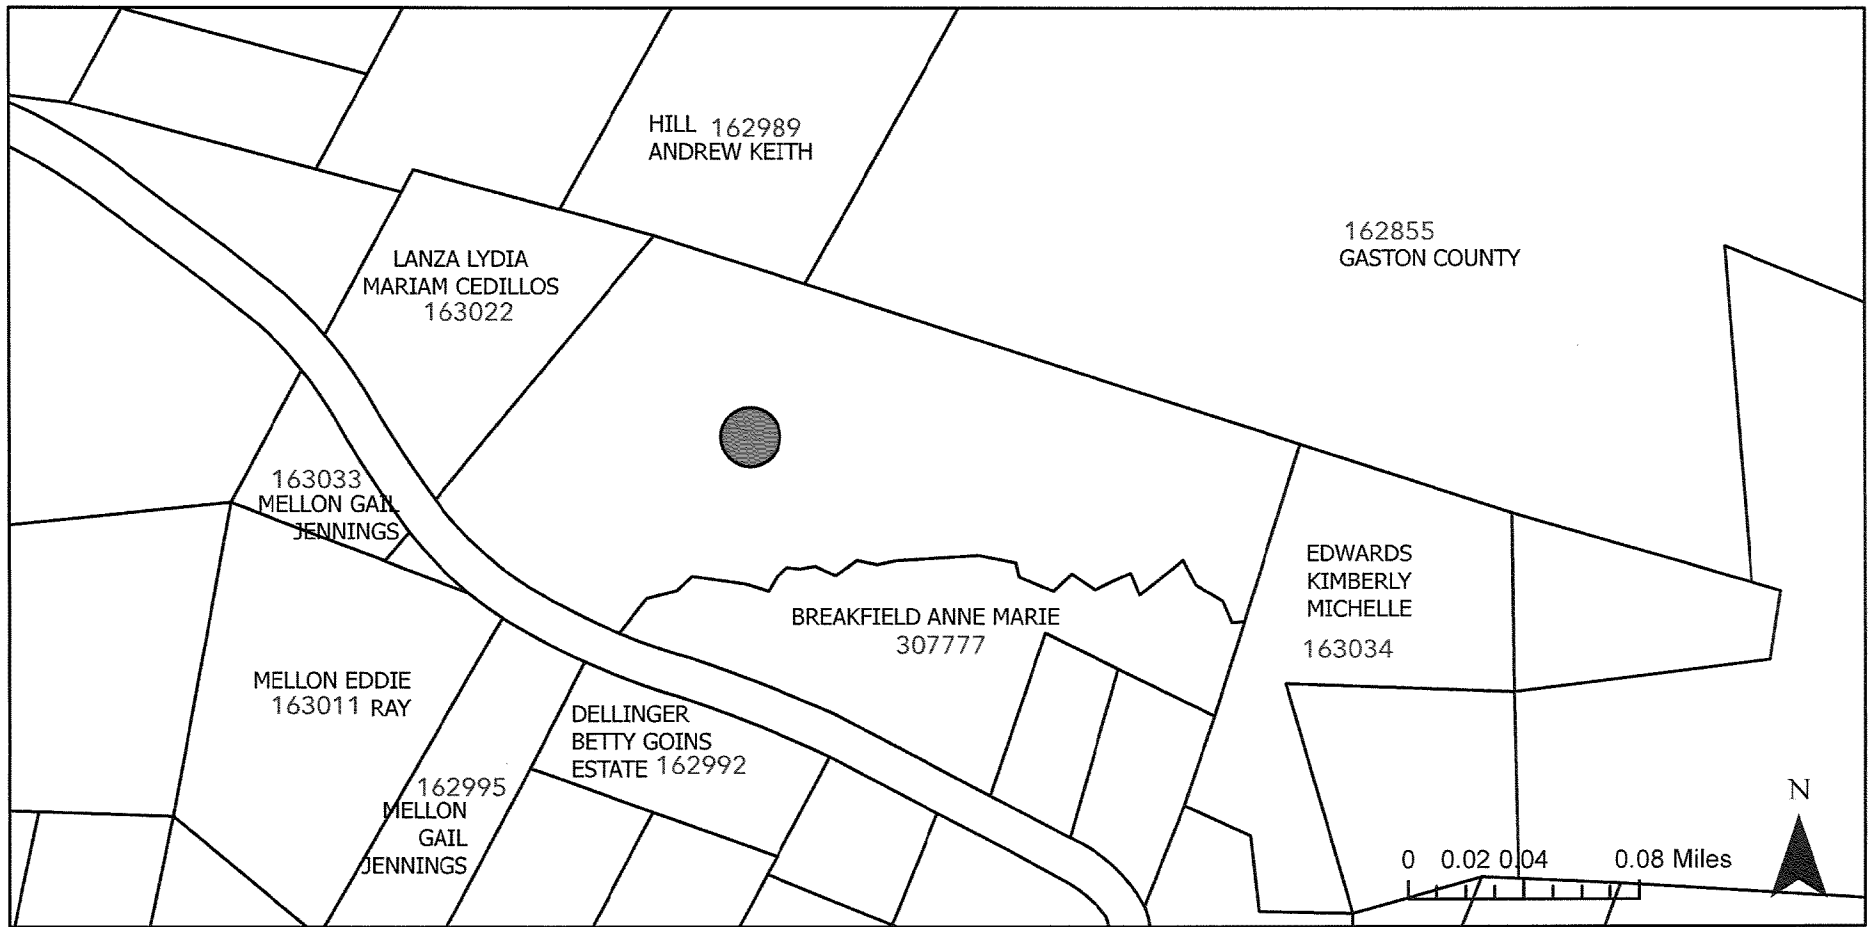 HILL 162989
ANDREW KEITH
162855
GASTON COUNTY
LANZA LYDIA
MARIAM CEDILLOS
163022
163033
MELLON GAIL
JENNINGS
EDWARDS
KIMBERLY
MICHELLE
163034
BREAKFIELD ANNE MARIE
307777
MELLON EDDIE
163011 RAY
DELLINGER
BETTY GOINS
ESTATE 162992
162995
MELLON
GAIL
JENNINGS
N
0 0.02 0.04 0.08 Miles